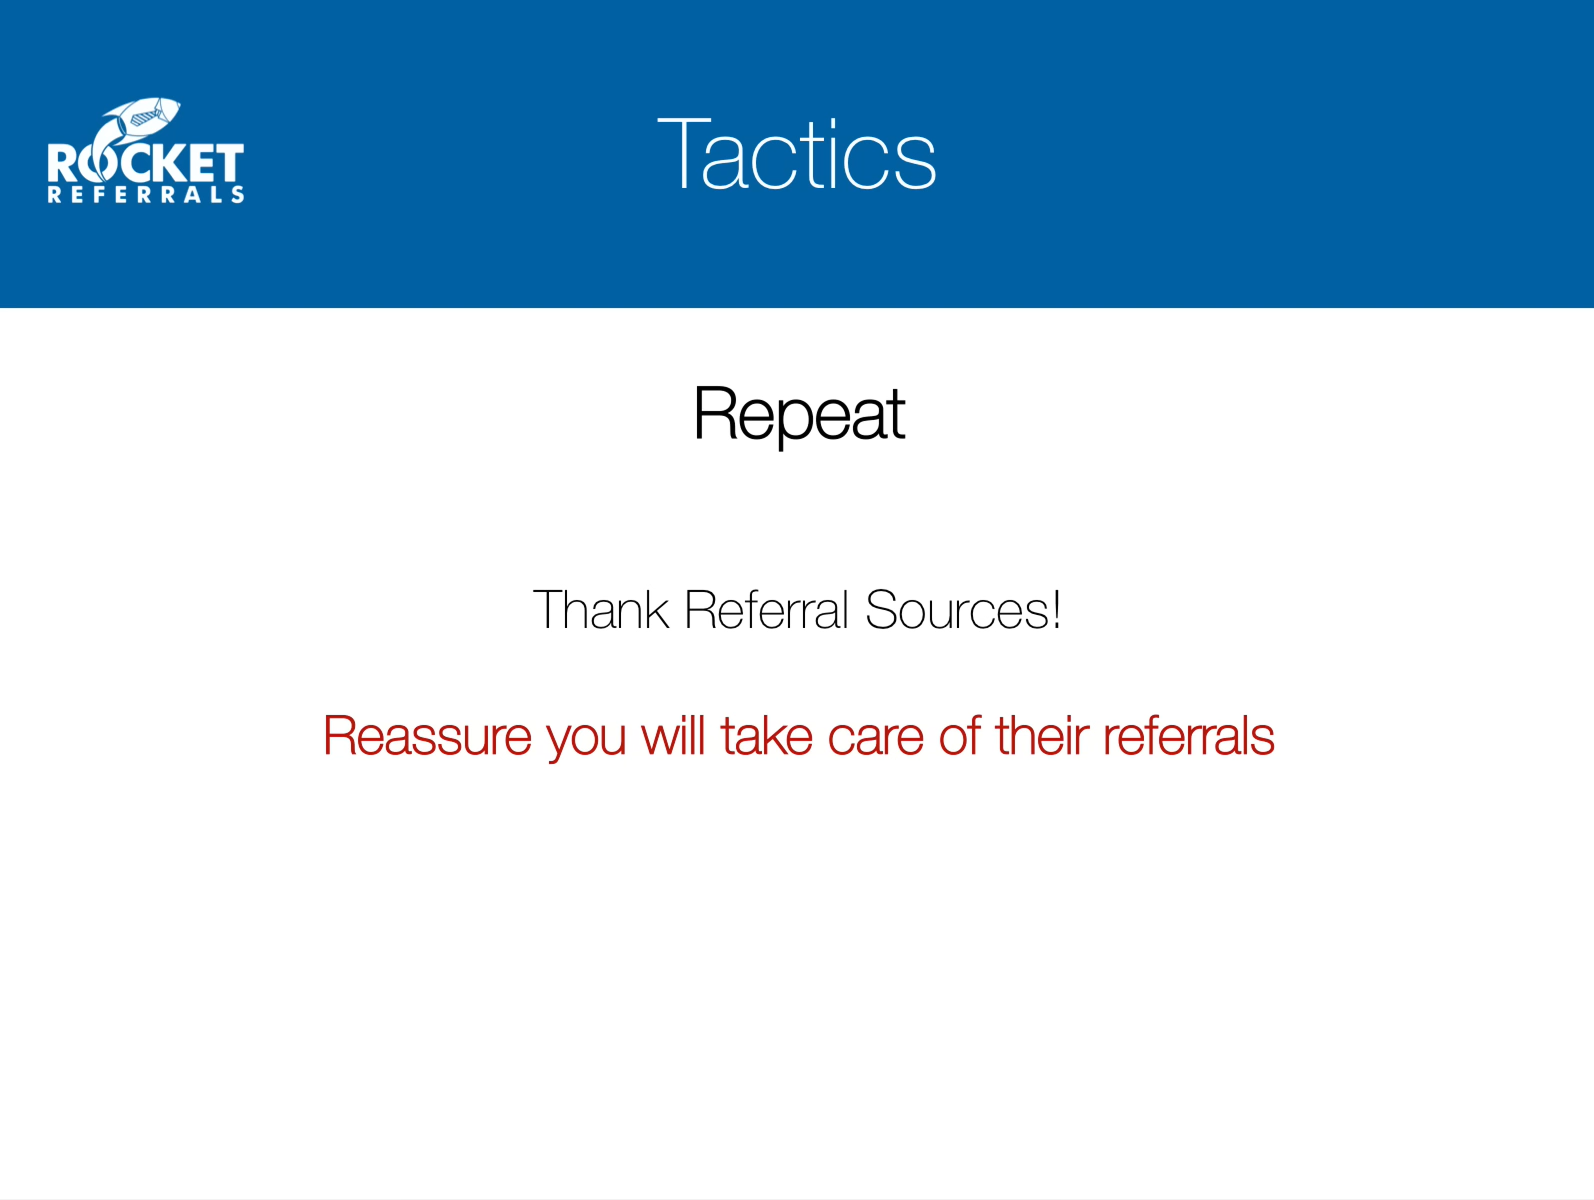 ROCKET
REFERRALS
Tactics
Repeat
Thank Referral Sources!
Reassure you will take care of their referrals